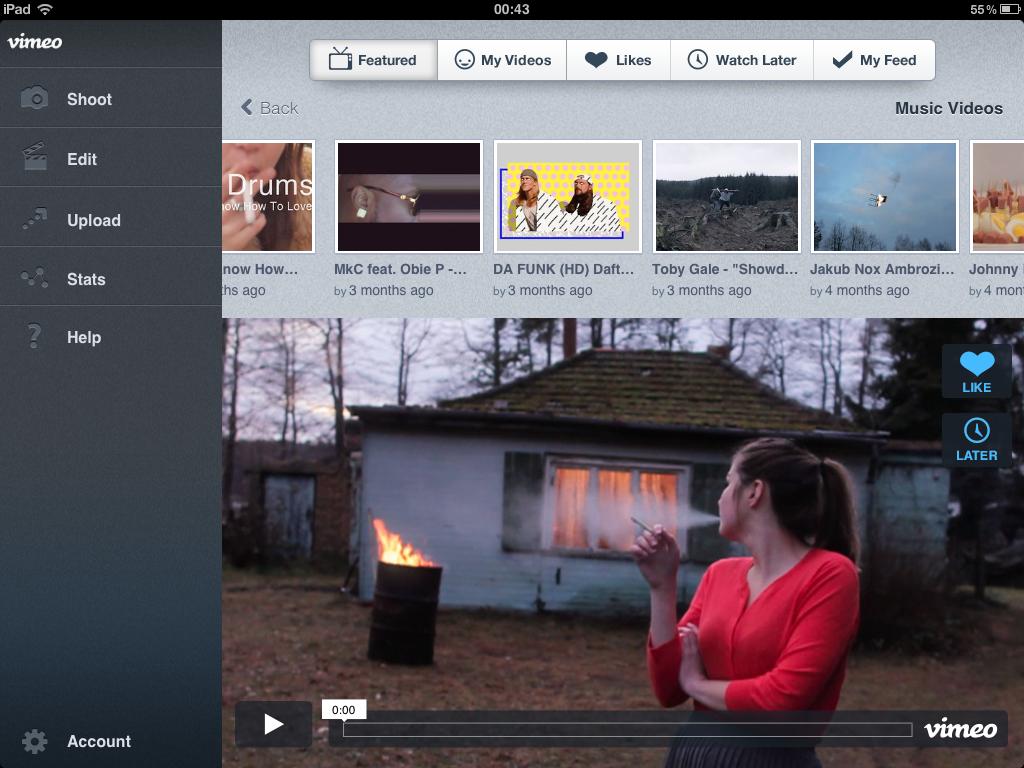 iPad 00:43 55%
vimeo
Featured My Videos Likes Watch Later My Feed
Back Music Videos
Shoot
Edit
Upload
Stats
Help
Account
Drums
ow How To Love
now How... MkC feat. Obie P -... DA FUNK (HD) Daft... Toby Gale - "Showd... Jakub Nox Ambrozi... Johnny
ths ago by 3 months ago by 3 months ago by 3 months ago by 4 months ago by 4 mon
LIKE
LATER
0:00
vimeo